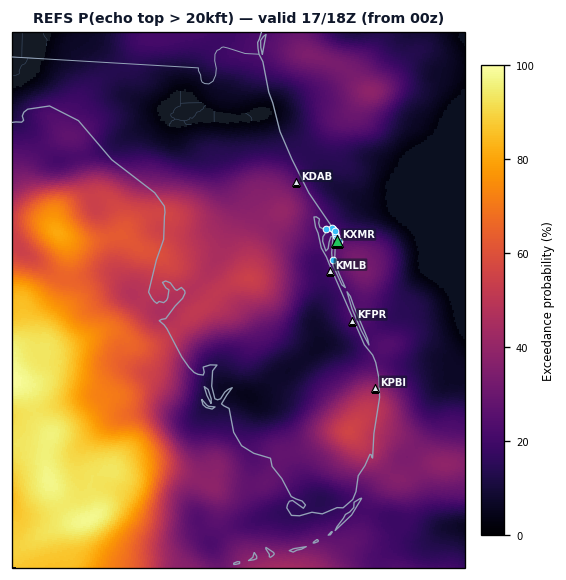 REFS P(echo top > 20kft) — valid 17/18Z (from 00z)
KDAB
KXMR
KMLB
KFPR
KPBI
100
80
60
40
20
0
Exceedance probability (%)